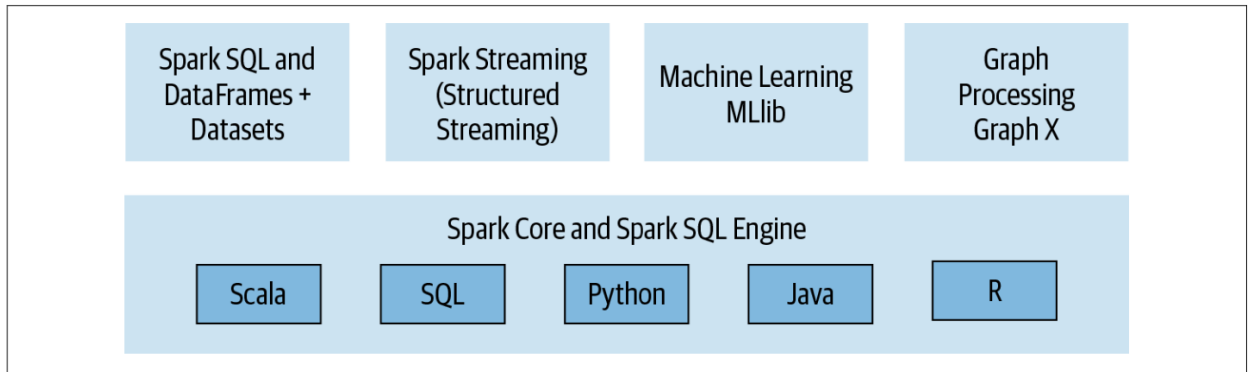 Spark SQL and
DataFrames +
Datasets
Spark Streaming
(Structured
Streaming)
Machine Learning
MLlib
Graph
Processing
Graph X
Spark Core and Spark SQL Engine
Scala
SQL
Python
Java
R